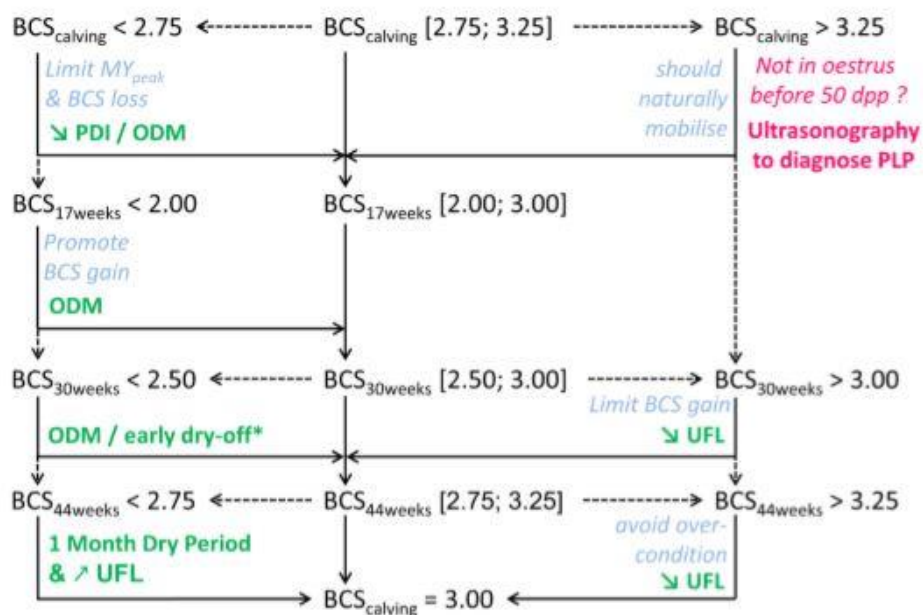 BCScalving < 2.75 BCScalving [2.75; 3.25] BCScalving > 3.25
Limit MYpeak
& BCS loss
↘ PDI / ODM
should
naturally
mobilise
Not in oestrus
before 50 dpp ?
Ultrasonography
to diagnose PLP
BCS17weeks < 2.00 BCS17weeks [2.00; 3.00]
Promote
BCS gain
ODM
BCS30weeks < 2.50 BCS30weeks [2.50; 3.00] BCS30weeks > 3.00
ODM / early dry-off*
Limit BCS gain
↘ UFL
BCS44weeks < 2.75 BCS44weeks [2.75; 3.25] BCS44weeks > 3.25
1 Month Dry Period
& ↗ UFL
avoid over-
condition
↘ UFL
BCScalving = 3.00